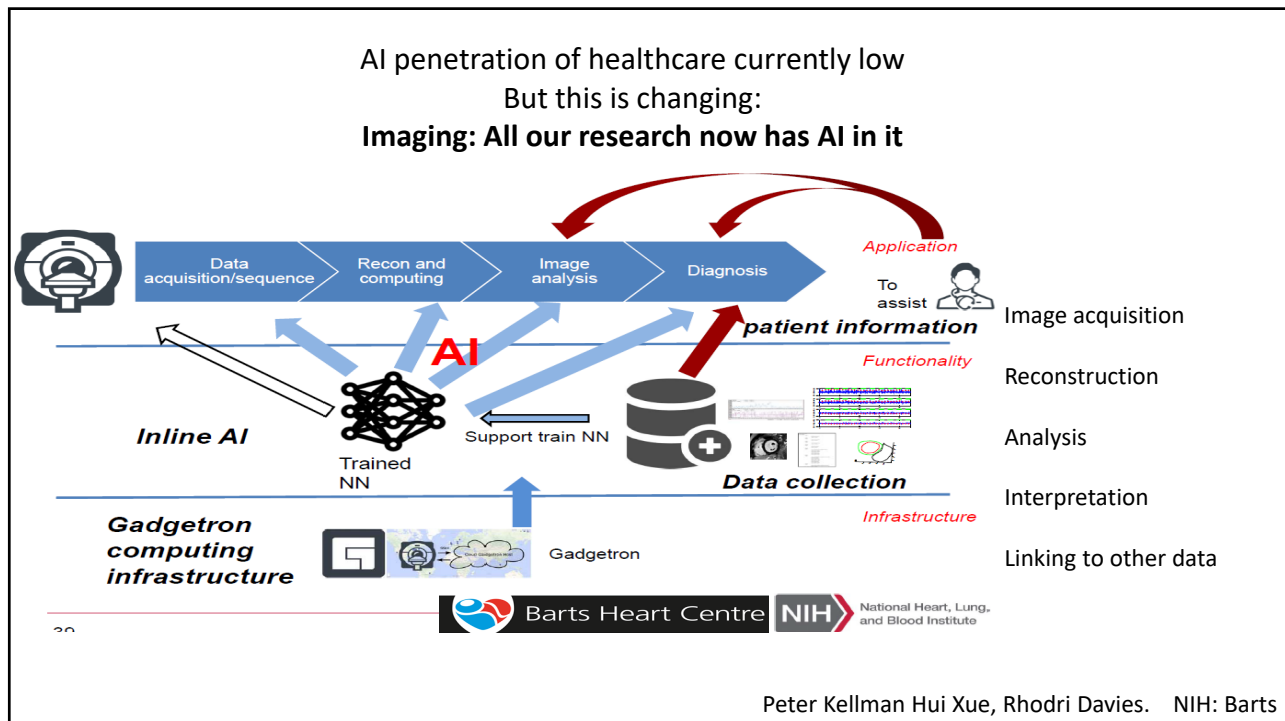 AI penetration of healthcare currently low
But this is changing:
Imaging: All our research now has AI in it
Data
acquisition/sequence
Recon and
computing
Image
analysis
Diagnosis
Application
To
assist
patient information
Image acquisition
AI
Functionality
Reconstruction
Inline AI
Trained
NN
Support train NN
Data collection
Analysis
Interpretation
Infrastructure
Gadgetron
computing
infrastructure
Gadgetron
Linking to other data
Barts Heart Centre
NIH
National Heart, Lung,
and Blood Institute
Peter Kellman Hui Xue, Rhodri Davies. NIH: Barts